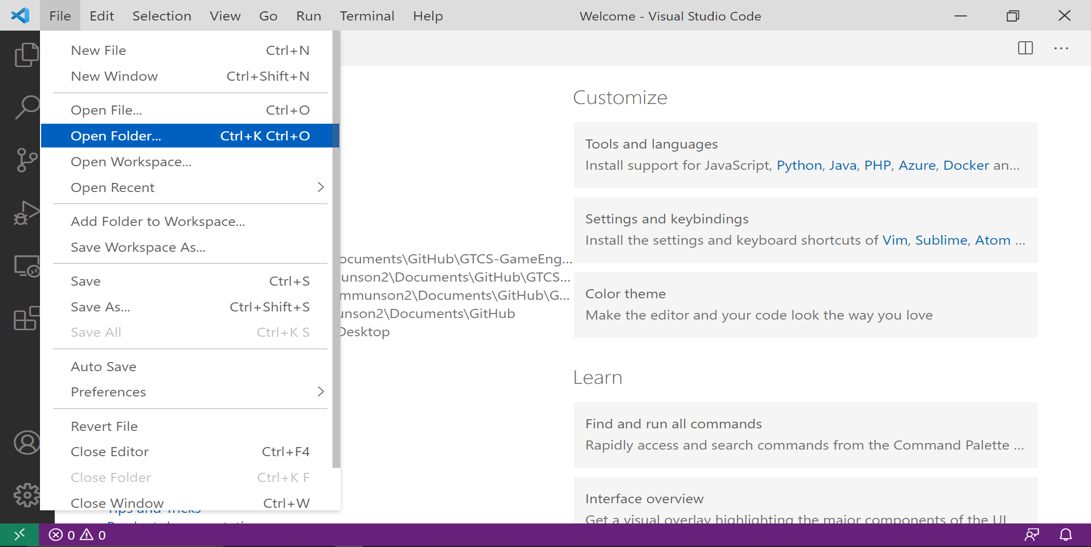 File Edit Selection View Go Run Terminal Help Welcome - Visual Studio Code
New File Ctrl+N
New Window Ctrl+Shift+N
Open File... Ctrl+O
Open Folder... Ctrl+K Ctrl+O
Open Workspace...
Open Recent
Add Folder to Workspace...
Save Workspace As...
Save Ctrl+S
Save As... Ctrl+Shift+S
Save All Ctrl+K S
Auto Save
Preferences
Revert File
Close Editor Ctrl+F4
Close Folder Ctrl+K F
Close Window Ctrl+W
ocuments\GitHub\GTCS-GameEng...
unson2\Documents\GitHub\GTCS...
mmunson2\Documents\GitHub\G...
unson2\Documents\GitHub
Desktop
Tips and Tricks
Customize
Tools and languages
Install support for JavaScript, Python, Java, PHP, Azure, Docker an...
Settings and keybindings
Install the settings and keyboard shortcuts of Vim, Sublime, Atom ...
Color theme
Make the editor and your code look the way you love
Learn
Find and run all commands
Rapidly access and search commands from the Command Palette ...
Interface overview
Get a visual overlay highlighting the major components of the UI
0 0